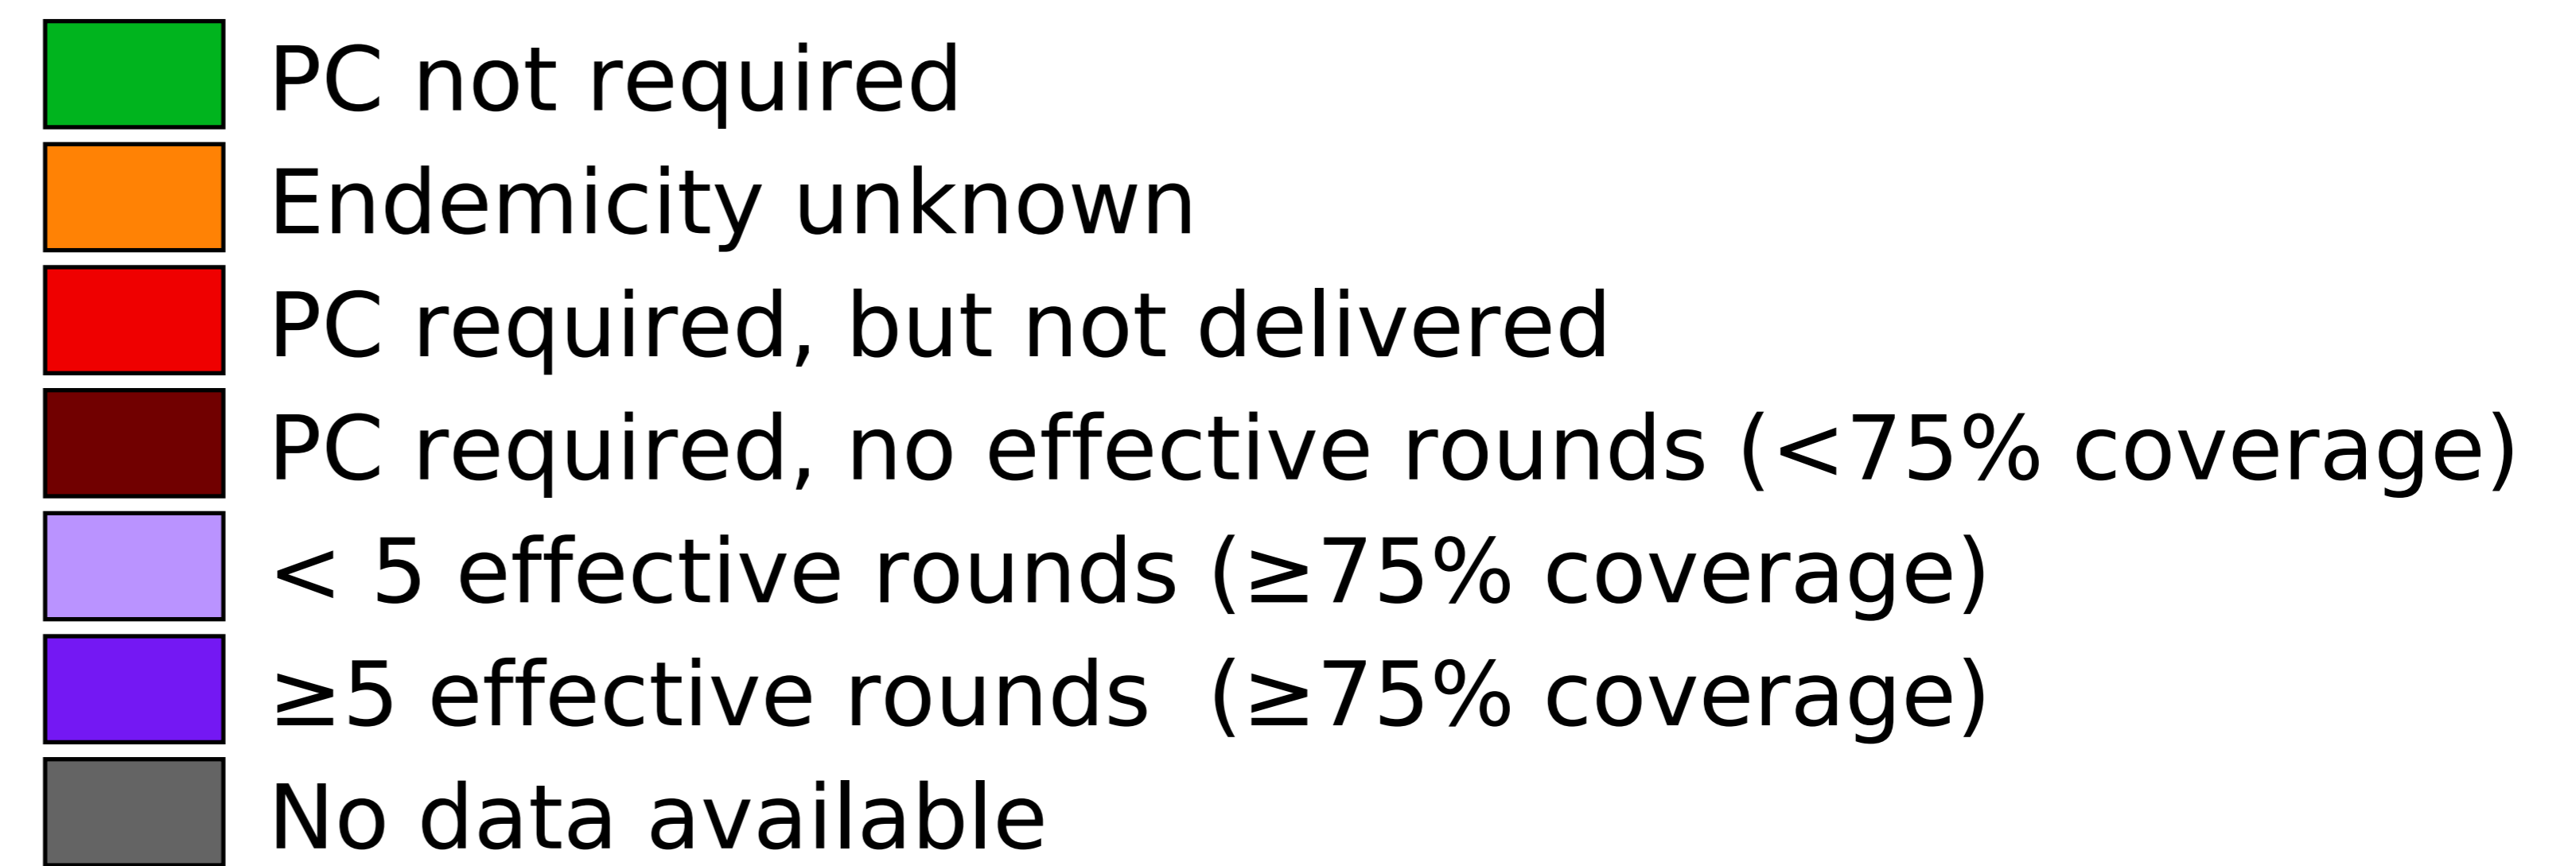 PC not required
Endemicity unknown
PC required, but not delivered
PC required, no effective rounds (<75% coverage)
< 5 effective rounds (≥75% coverage)
≥5 effective rounds  (≥75% coverage)
No data available